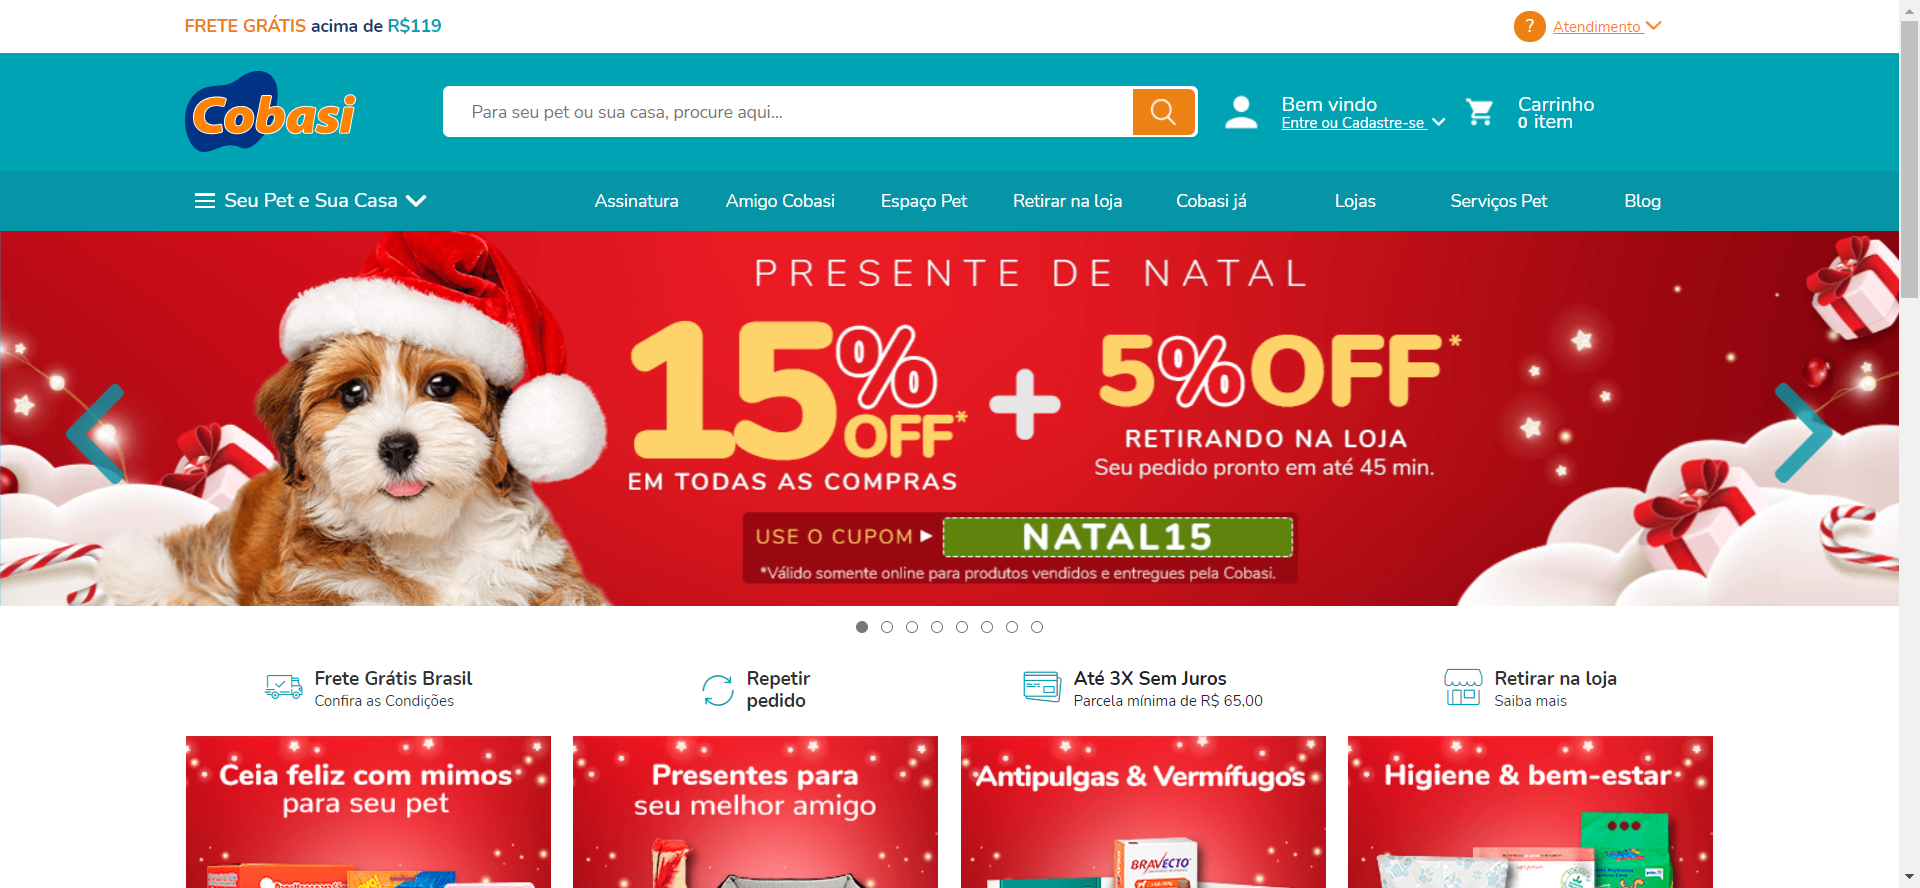 FRETE GRÁTIS acima de R$119
? Atendimento
Cobasi
Para seu pet ou sua casa, procure aqui...
Bem vindo
Entre ou Cadastre-se
Carrinho
0 item
Seu Pet e Sua Casa
Assinatura
Amigo Cobasi
Espaço Pet
Retirar na loja
Cobasi já
Lojas
Serviços Pet
Blog
PRESENTE DE NATAL
15% OFF*
EM TODAS AS COMPRAS
+
5% OFF*
RETIRANDO NA LOJA
Seu pedido pronto em até 45 min.
USE O CUPOM ▶ NATAL15
*Válido somente online para produtos vendidos e entregues pela Cobasi.
Frete Grátis Brasil
Confira as Condições
Repetir
pedido
Até 3X Sem Juros
Parcela mínima de R$ 65,00
Retirar na loja
Saiba mais
Ceia feliz com mimos
para seu pet
Presentes para
seu melhor amigo
Antipulgas & Vermífugos
Higiene & bem-estar
BRAVECTO